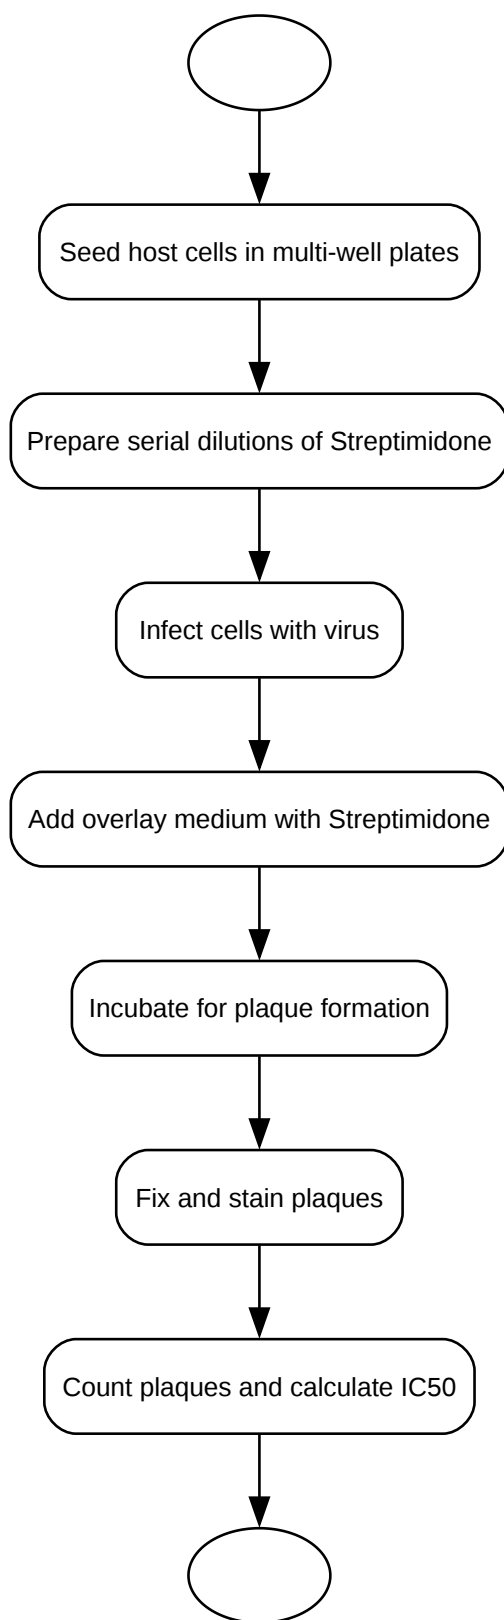 Seed host cells in multi-well plates
Prepare serial dilutions of Streptimidone
Infect cells with virus
Add overlay medium with Streptimidone
Incubate for plaque formation
Fix and stain plaques
Count plaques and calculate IC50